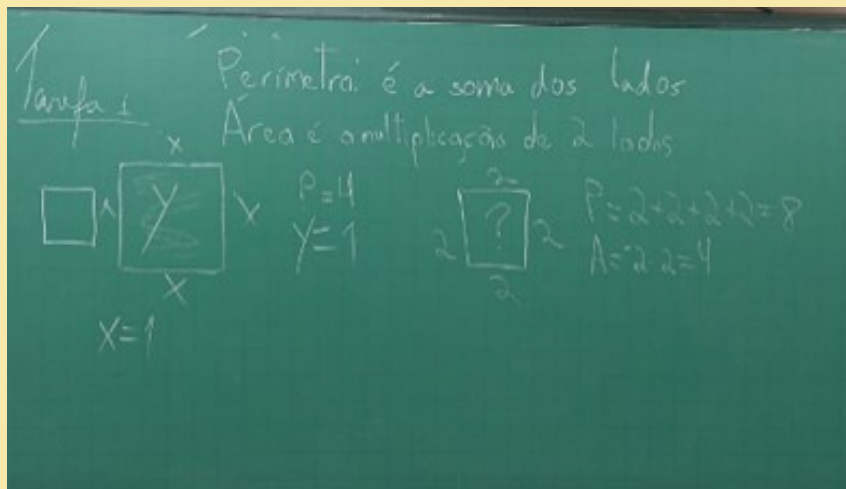 Tarefa 1
Perímetro: é a soma dos lados
Área é a multiplicação de 2 lados
x
x
y
x
x
P=4
Y=1
X=1
2
2
?
2
2
P=2+2+2+2=8
A=2·2=4